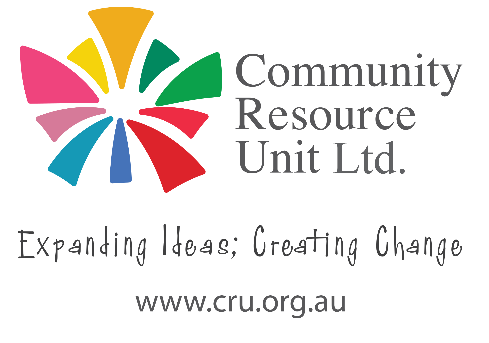 Community
Resource
Unit Ltd.
Expanding Ideas; Creating Change
www.cru.org.au